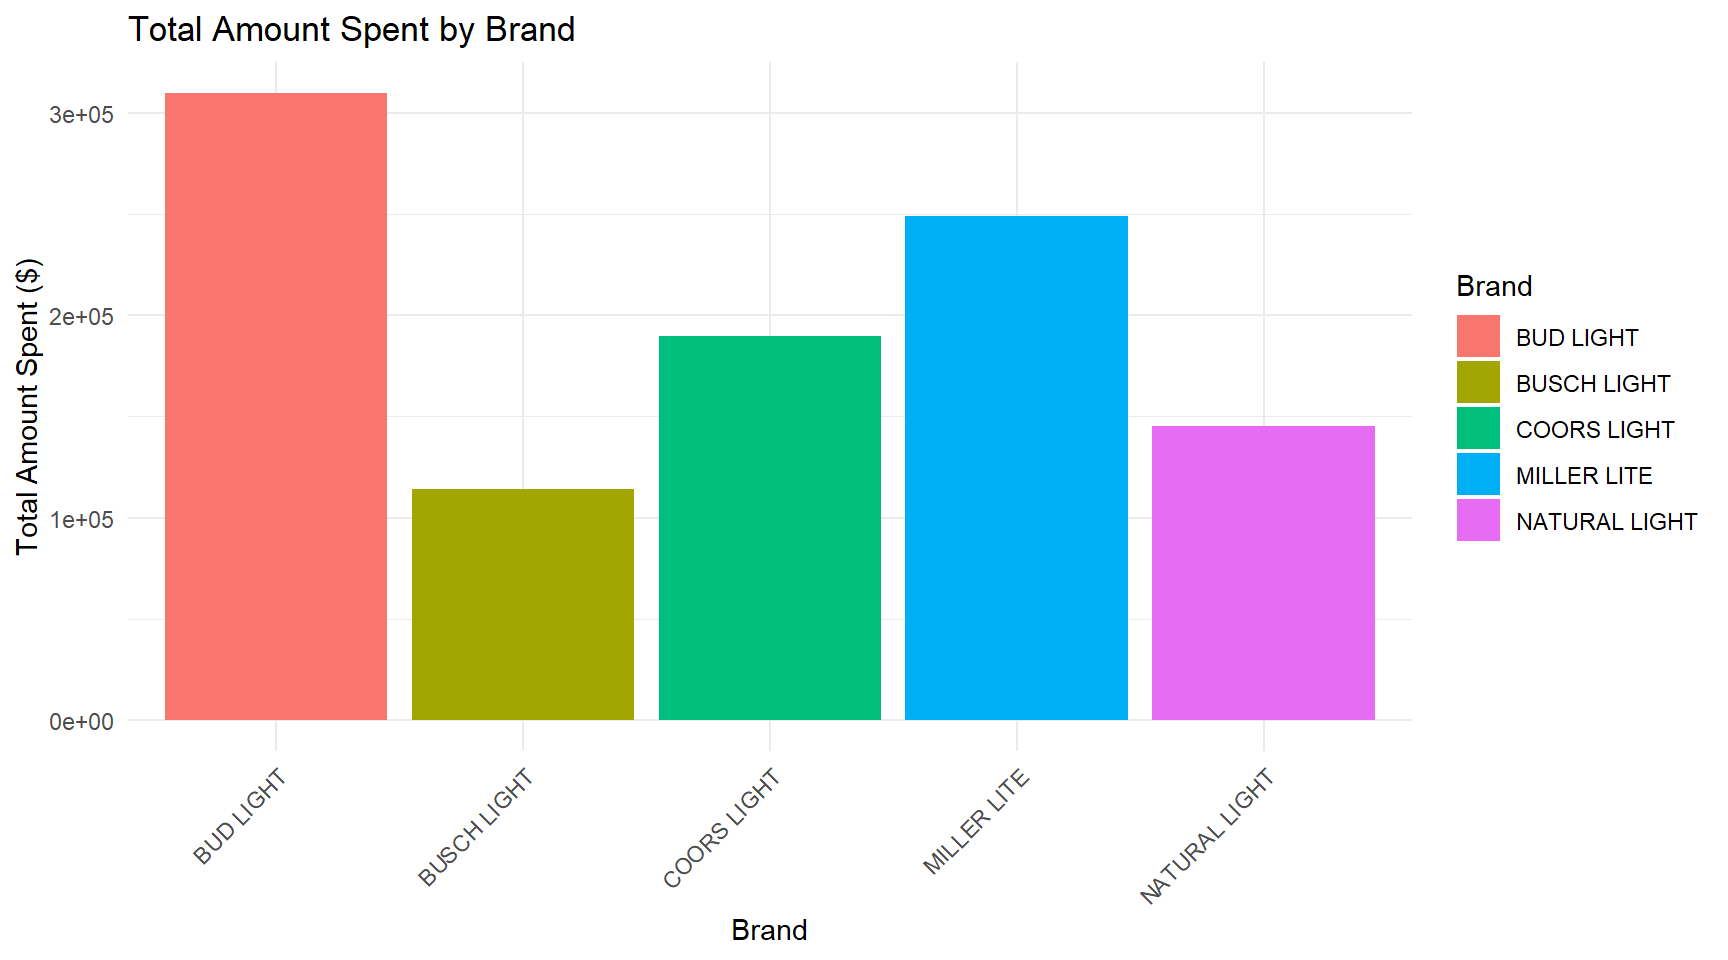 Total Amount Spent by Brand
Total Amount Spent ($)
3e+05
2e+05
1e+05
0e+00
BUD LIGHT
BUSCH LIGHT
COORS LIGHT
MILLER LITE
NATURAL LIGHT
Brand
Brand
BUD LIGHT
BUSCH LIGHT
COORS LIGHT
MILLER LITE
NATURAL LIGHT